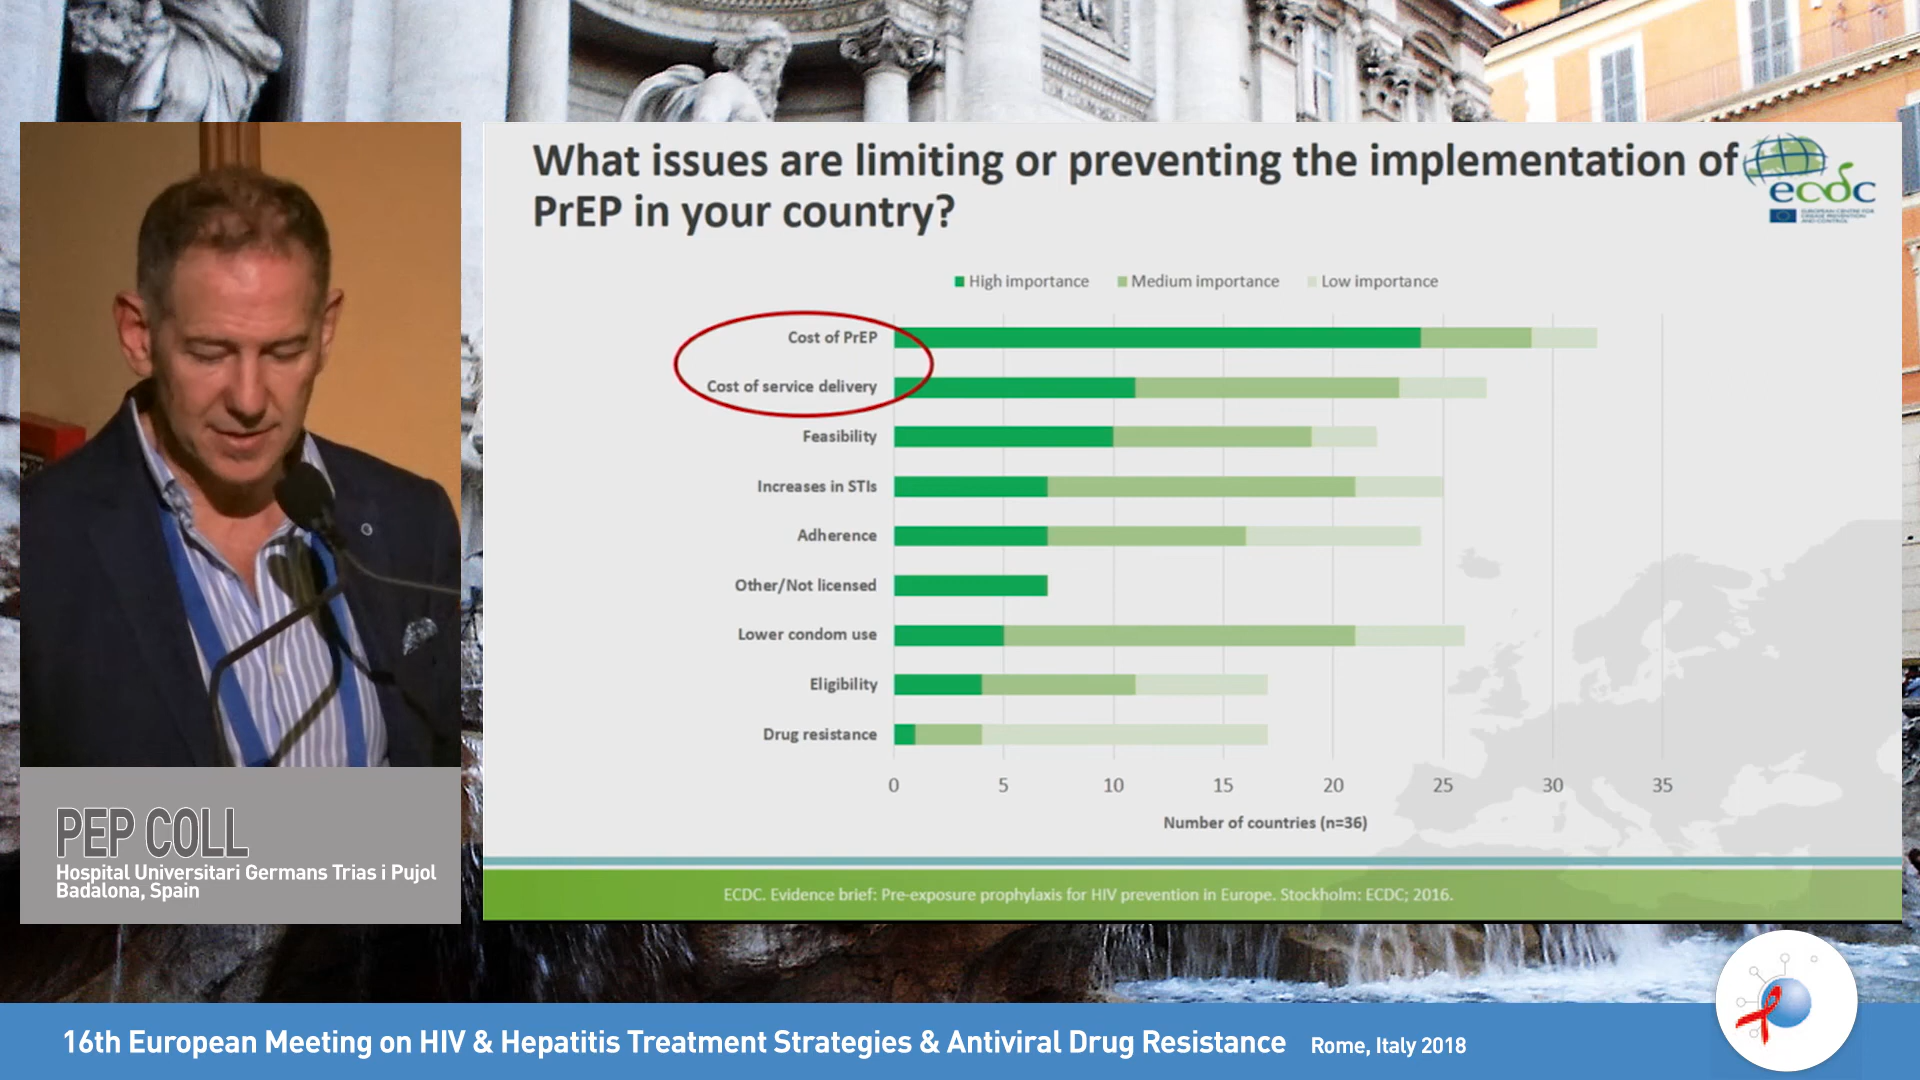 What issues are limiting or preventing the implementation of
PrEP in your country?
ecdc
EUROPEAN CENTRE FOR
DISEASE PREVENTION
AND CONTROL
High importance Medium importance Low importance
Cost of PrEP
Cost of service delivery
Feasibility
Increases in STIs
Adherence
Other/Not licensed
Lower condom use
Eligibility
Drug resistance
0 5 10 15 20 25 30 35
Number of countries (n=36)
ECDC. Evidence brief: Pre-exposure prophylaxis for HIV prevention in Europe. Stockholm: ECDC; 2016.
PEP COLL
Hospital Universitari Germans Trias i Pujol
Badalona, Spain
16th European Meeting on HIV & Hepatitis Treatment Strategies & Antiviral Drug Resistance Rome, Italy 2018